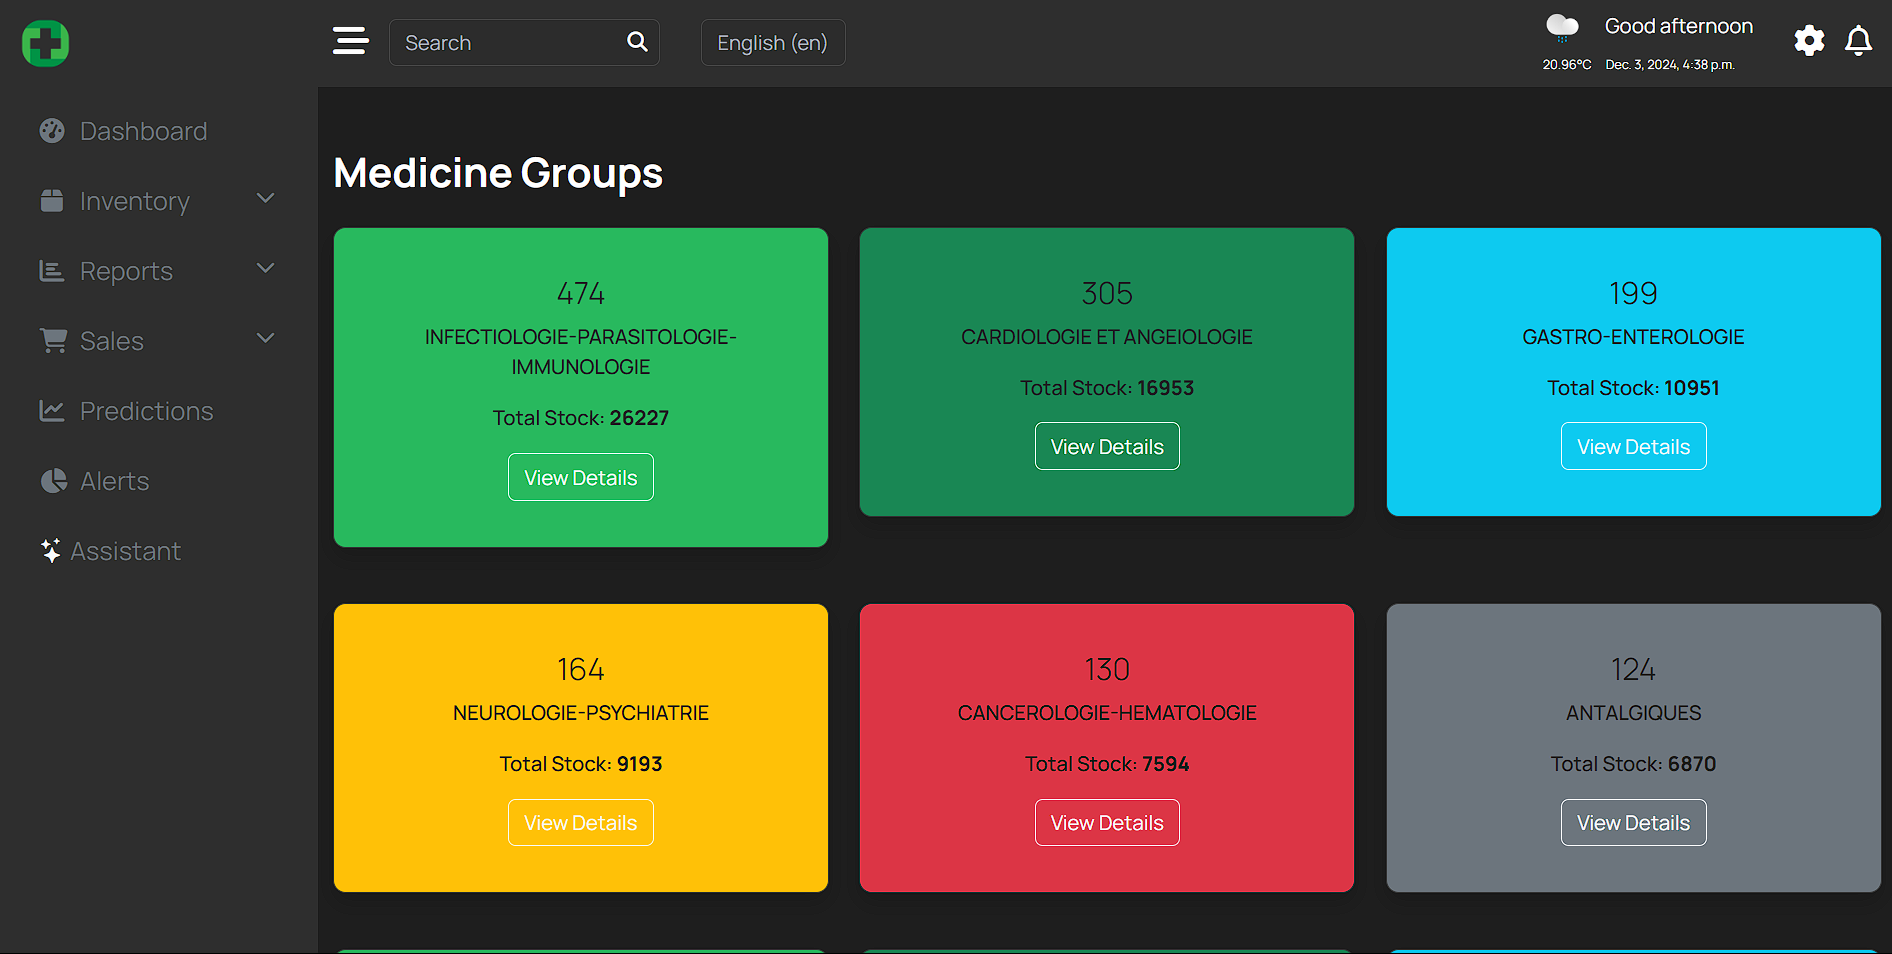 Search
English (en)
Good afternoon
20.96°C
Dec. 3, 2024, 4:38 p.m.
Dashboard
Inventory
Reports
Sales
Predictions
Alerts
Assistant
Medicine Groups
474
INFECTIOLOGIE-PARASITOLOGIE-
IMMUNOLOGIE
Total Stock: 26227
View Details
305
CARDIOLOGIE ET ANGEIOLOGIE
Total Stock: 16953
View Details
199
GASTRO-ENTEROLOGIE
Total Stock: 10951
View Details
164
NEUROLOGIE-PSYCHIATRIE
Total Stock: 9193
View Details
130
CANCEROLOGIE-HEMATOLOGIE
Total Stock: 7594
View Details
124
ANTALGIQUES
Total Stock: 6870
View Details